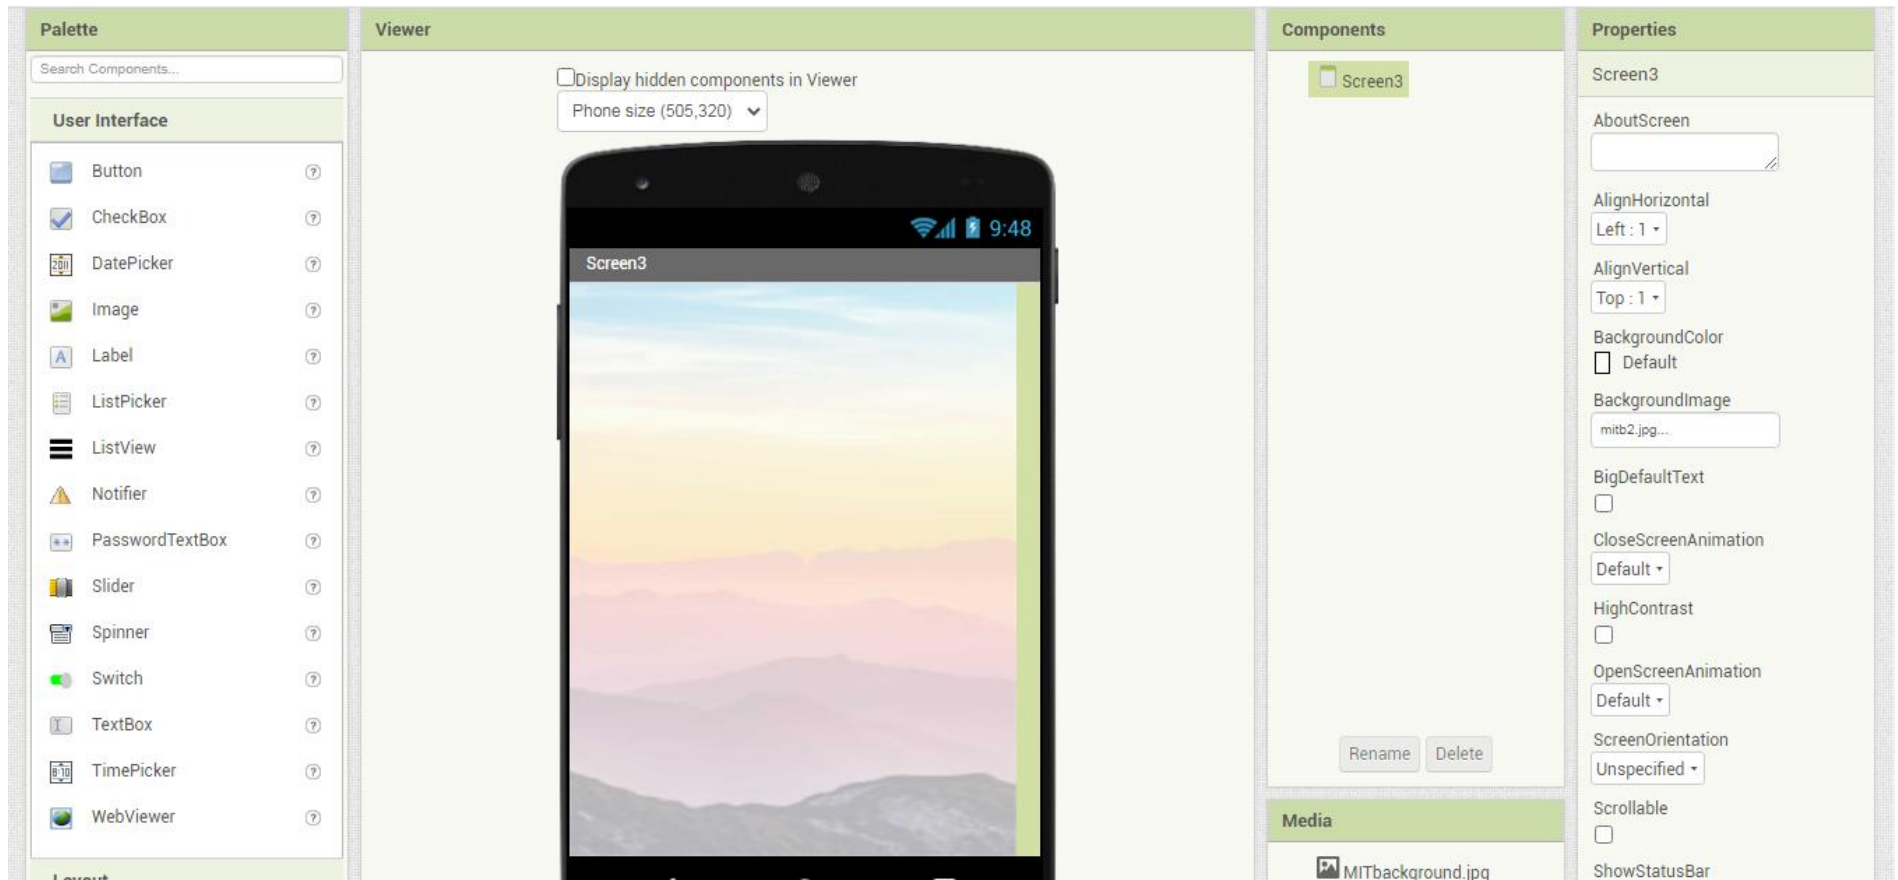 Palette
Search Components...
User Interface
Button
CheckBox
DatePicker
Image
Label
ListPicker
ListView
Notifier
PasswordTextBox
Slider
Spinner
Switch
TextBox
TimePicker
WebViewer
Viewer
Display hidden components in Viewer
Phone size (505,320)
9:48
Screen3
Components
Screen3
Rename Delete
Media
MITbackground.jpg
Properties
Screen3
AboutScreen
AlignHorizontal
Left : 1
AlignVertical
Top : 1
BackgroundColor
Default
BackgroundImage
mitb2.jpg...
BigDefaultText
CloseScreenAnimation
Default
HighContrast
OpenScreenAnimation
Default
ScreenOrientation
Unspecified
Scrollable
ShowStatusBar